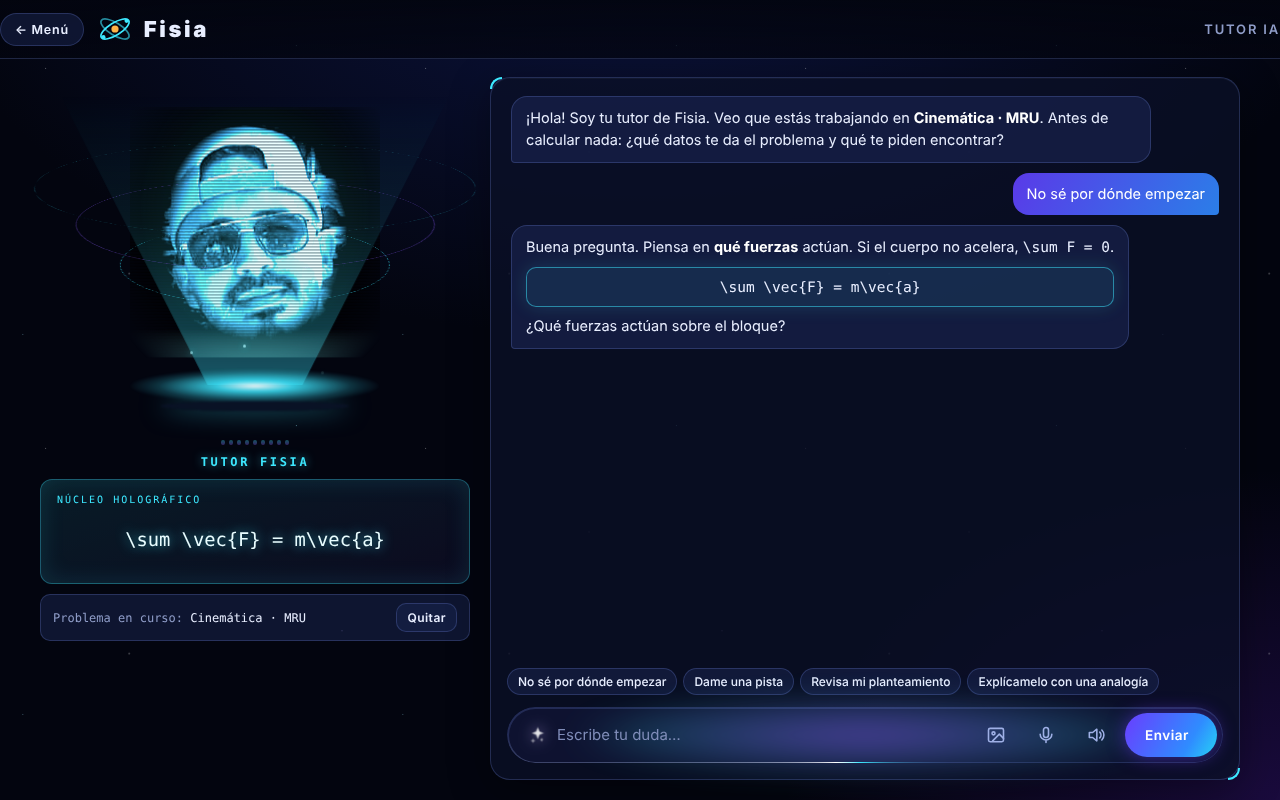 ← Menú
Fisia
TUTOR IA
¡Hola! Soy tu tutor de Fisia. Veo que estás trabajando en Cinemática · MRU. Antes de
calcular nada: ¿qué datos te da el problema y qué te piden encontrar?
No sé por dónde empezar
Buena pregunta. Piensa en qué fuerzas actúan. Si el cuerpo no acelera, \sum F = 0.
\sum \vec{F} = m\vec{a}
¿Qué fuerzas actúan sobre el bloque?
TUTOR FISIA
NÚCLEO HOLOGRÁFICO
\sum \vec{F} = m\vec{a}
Problema en curso: Cinemática · MRU
Quitar
No sé por dónde empezar
Dame una pista
Revisa mi planteamiento
Explícamelo con una analogía
Escribe tu duda...
Enviar